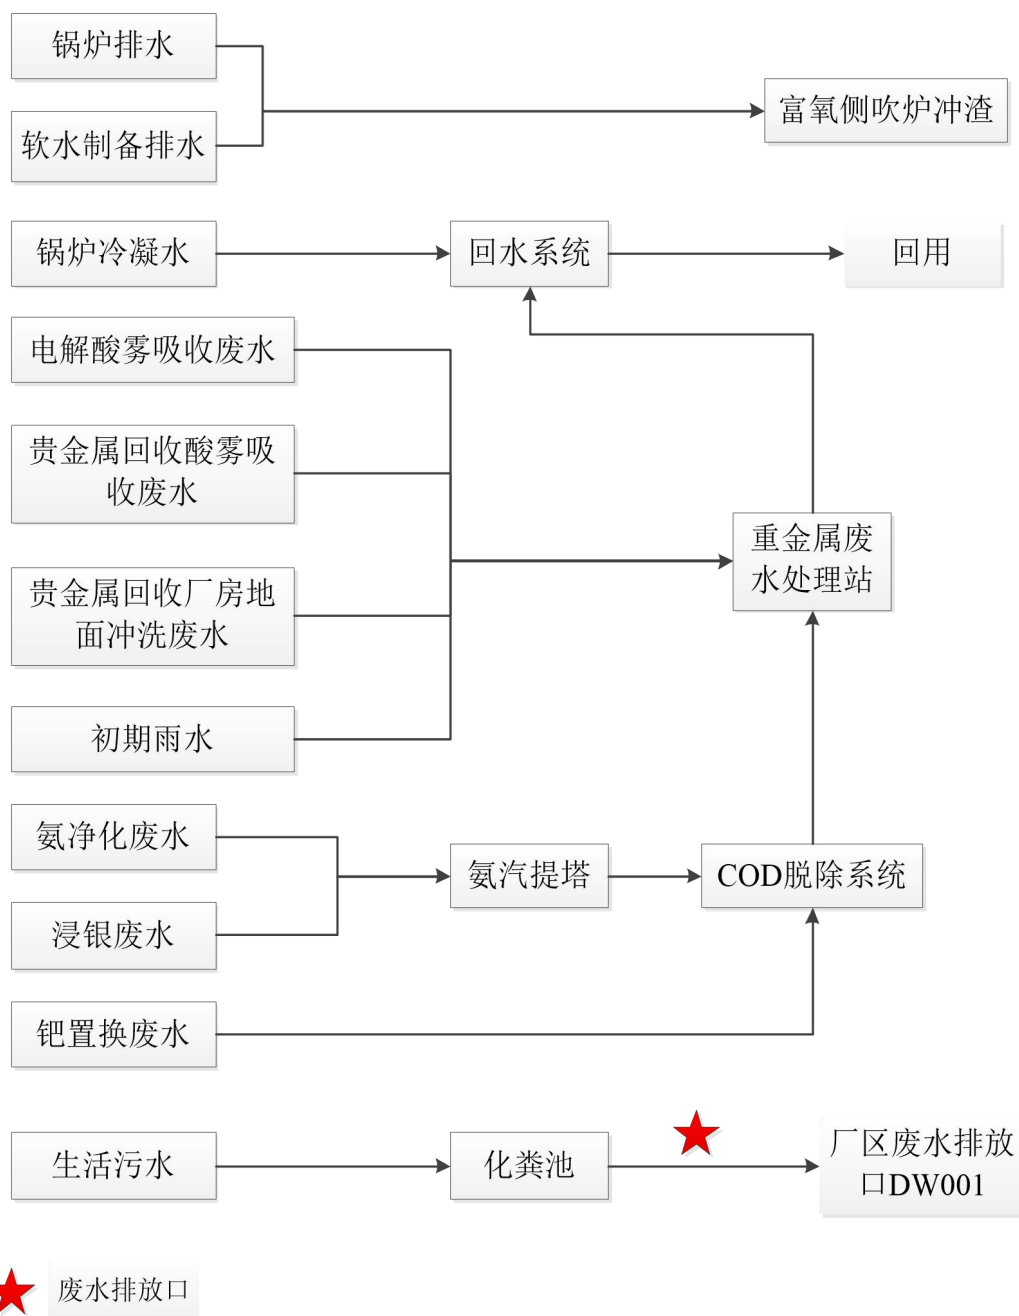 锅炉排水
软水制备排水
富氧侧吹炉冲渣
锅炉冷凝水
回水系统
回用
电解酸雾吸收废水
贵金属回收酸雾吸
收废水
重金属废
水处理站
贵金属回收厂房地
面冲洗废水
初期雨水
氨净化废水
氨汽提塔
COD脱除系统
浸银废水
钯置换废水
生活污水
化粪池
厂区废水排放
口DW001
废水排放口